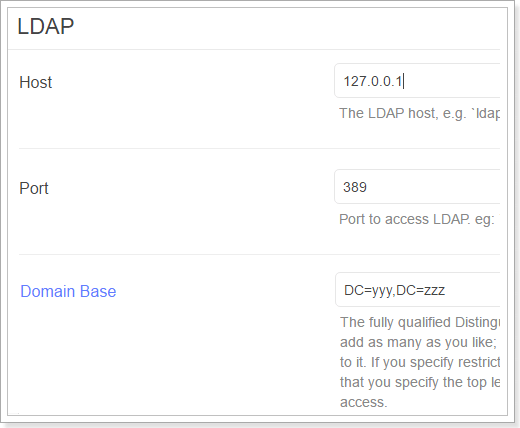 LDAP
Host
127.0.0.1
The LDAP host, e.g. `ldap
Port
389
Port to access LDAP. eg:
Domain Base
DC=yyy,DC=zzz
The fully qualified Disting
add as many as you like;
to it. If you specify restrict
that you specify the top le
access.